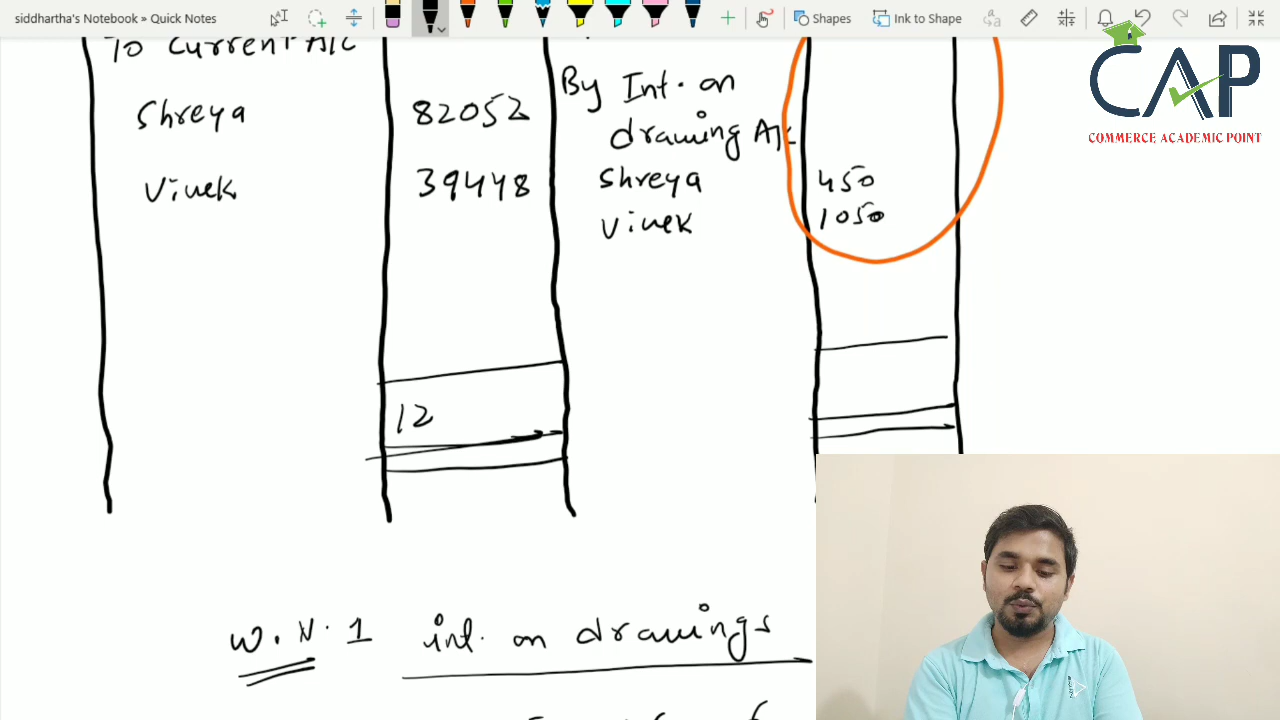 siddhartha's Notebook » Quick Notes
Shapes
Ink to Shape
CAP
COMMERCE ACADEMIC POINT
To Current A/c
Shreya 82052
Vivek 39448
12
By Int. on
drawing A/c
Shreya 450
Vivek 1050
W.N. 1 int. on drawings